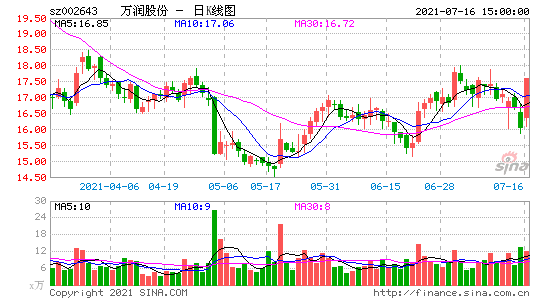 sz002643 万润股份 － 日K线图 2021-07-16 15:00:00
MA5:16.85 MA10:17.06 MA30:16.72
19.50
19.00
18.50
18.00
17.50
17.00
16.50
16.00
15.50
15.00
14.50
2021-04-06 04-19 05-06 05-17 05-31 06-15 06-28 07-16
sina
新浪财经
MA5:10 MA10:9 MA30:8
30
18
12
6
x万
Copyright 2021 SINA.COM http://finance.sina.com.cn/